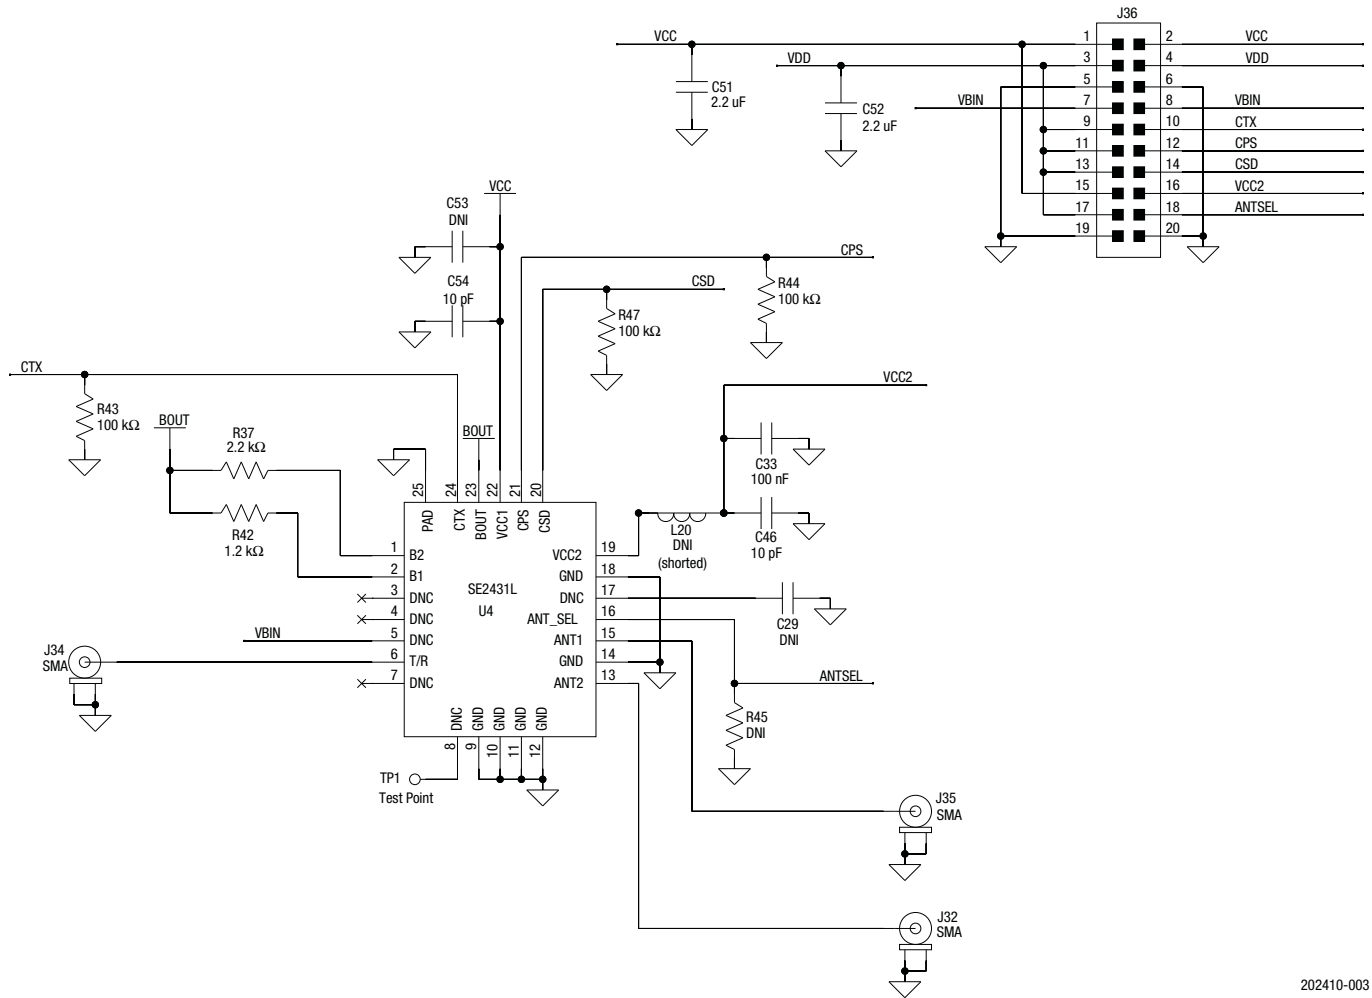 J36
VCC
1
2
VCC
VDD
3
4
VDD
C51
2.2 uF
5
6
C52
2.2 uF
VBIN
7
8
VBIN
9
10
CTX
11
12
CPS
13
14
CSD
15
16
VCC2
17
18
ANTSEL
19
20
VCC
C53
DNI
C54
10 pF
CPS
R44
100 kΩ
CSD
R47
100 kΩ
CTX
R43
100 kΩ
BOUT
R37
2.2 kΩ
R42
1.2 kΩ
BOUT
VCC2
C33
100 nF
C46
10 pF
L20
DNI
(shorted)
25
24
23
22
21
20
PAD
CTX
BOUT
VCC1
CPS
CSD
1
B2
2
B1
3
DNC
4
DNC
5
DNC
6
T/R
7
DNC
SE2431L
U4
VCC2
19
GND
18
DNC
17
ANT_SEL
16
ANT1
15
GND
14
ANT2
13
DNC
GND
GND
GND
GND
8
9
10
11
12
C29
DNI
VBIN
J34
SMA
ANTSEL
R45
DNI
TP1
Test Point
J35
SMA
J32
SMA
202410-003